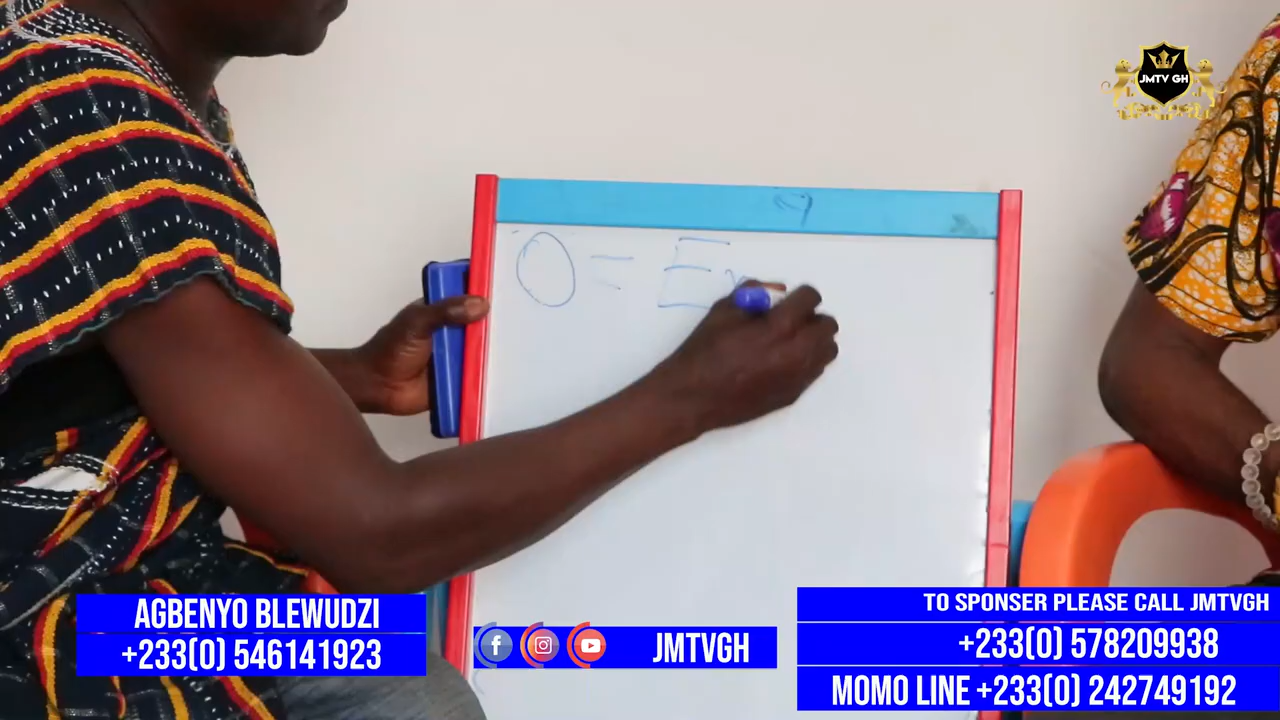 JMTV GH
O = E
AGBENYO BLEWUDZI
+233(0) 546141923
JMTVGH
TO SPONSER PLEASE CALL JMTVGH
+233(0) 578209938
MOMO LINE +233(0) 242749192